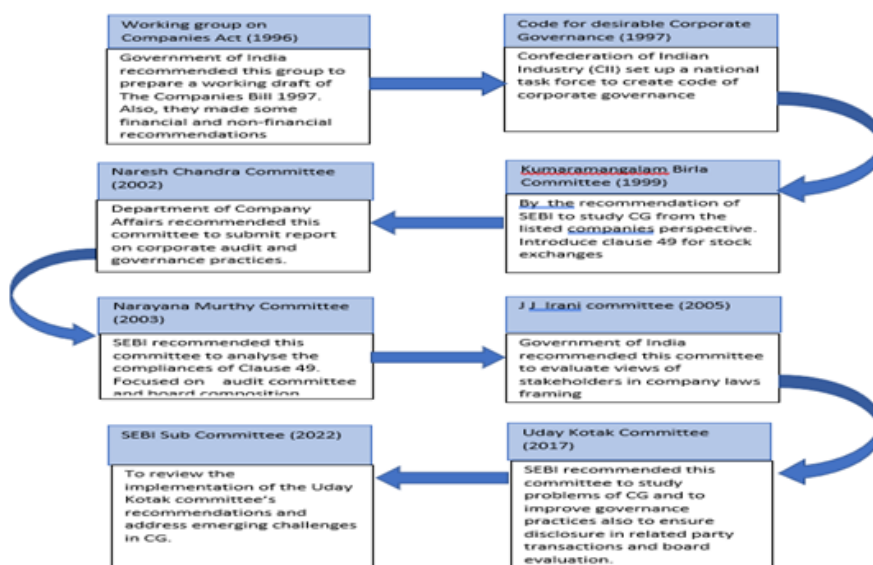 Working group on
Companies Act (1996)
Government of India
recommended this group to
prepare a working draft of
The Companies Bill 1997.
Also, they made some
financial and non-financial
recommendations
Code for desirable Corporate
Governance (1997)
Confederation of Indian
Industry (CII) set up a national
task force to create code of
corporate governance
Kumaramangalam Birla
Committee (1999)
By the recommendation of
SEBI to study CG from the
listed companies perspective.
Introduce clause 49 for stock
exchanges
Naresh Chandra Committee
(2002)
Department of Company
Affairs recommended this
committee to submit report
on corporate audit and
governance practices.
Narayana Murthy Committee
(2003)
SEBI recommended this
committee to analyse the
compliances of Clause 49.
Focused on audit committee
and board composition
J J Irani committee (2005)
Government of India
recommended this committee
to evaluate views of
stakeholders in company laws
framing
Uday Kotak Committee
(2017)
SEBI recommended this
committee to study
problems of CG and to
improve governance
practices also to ensure
disclosure in related party
transactions and board
evaluation.
SEBI Sub Committee (2022)
To review the
implementation of the Uday
Kotak committee's
recommendations and
address emerging challenges
in CG.